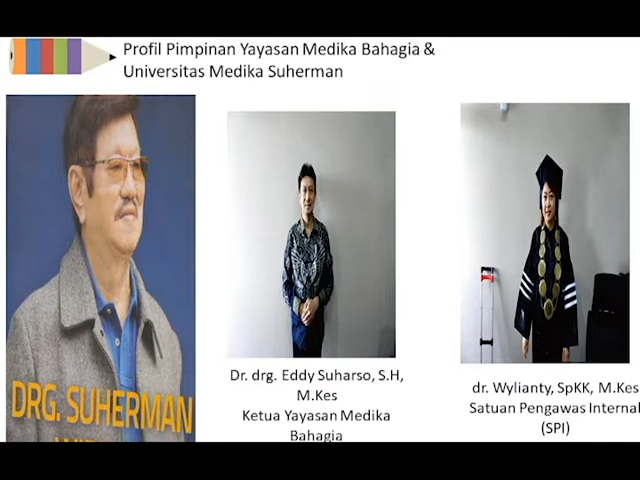 Profil Pimpinan Yayasan Medika Bahagia &
Universitas Medika Suherman
DRG. SUHERMAN
Dr. drg. Eddy Suharso, S.H,
M.Kes
Ketua Yayasan Medika
Bahagia
dr. Wylianty, SpKK, M.Kes
Satuan Pengawas Internal
(SPI)